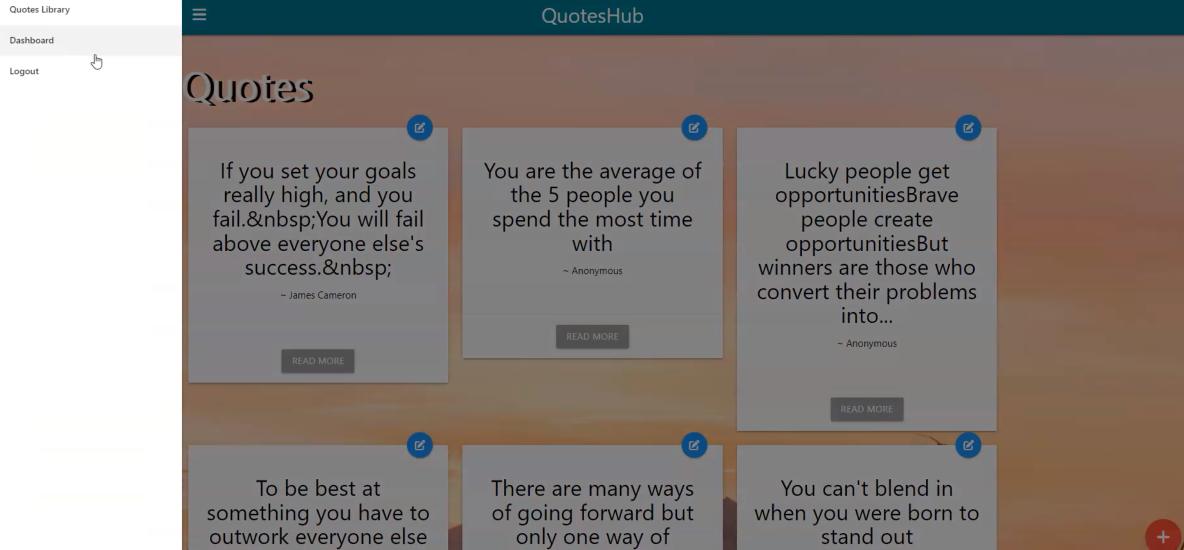 Quotes Library
Dashboard
Logout
QuotesHub
Quotes
If you set your goals
really high, and you
fail.&nbsp;You will fail
above everyone else's
success.&nbsp;
~ James Cameron
READ MORE
You are the average of
the 5 people you
spend the most time
with
~ Anonymous
READ MORE
Lucky people get
opportunitiesBrave
people create
opportunitiesBut
winners are those who
convert their problems
into...
~ Anonymous
READ MORE
To be best at
something you have to
outwork everyone else
There are many ways
of going forward but
only one way of
You can't blend in
when you were born to
stand out